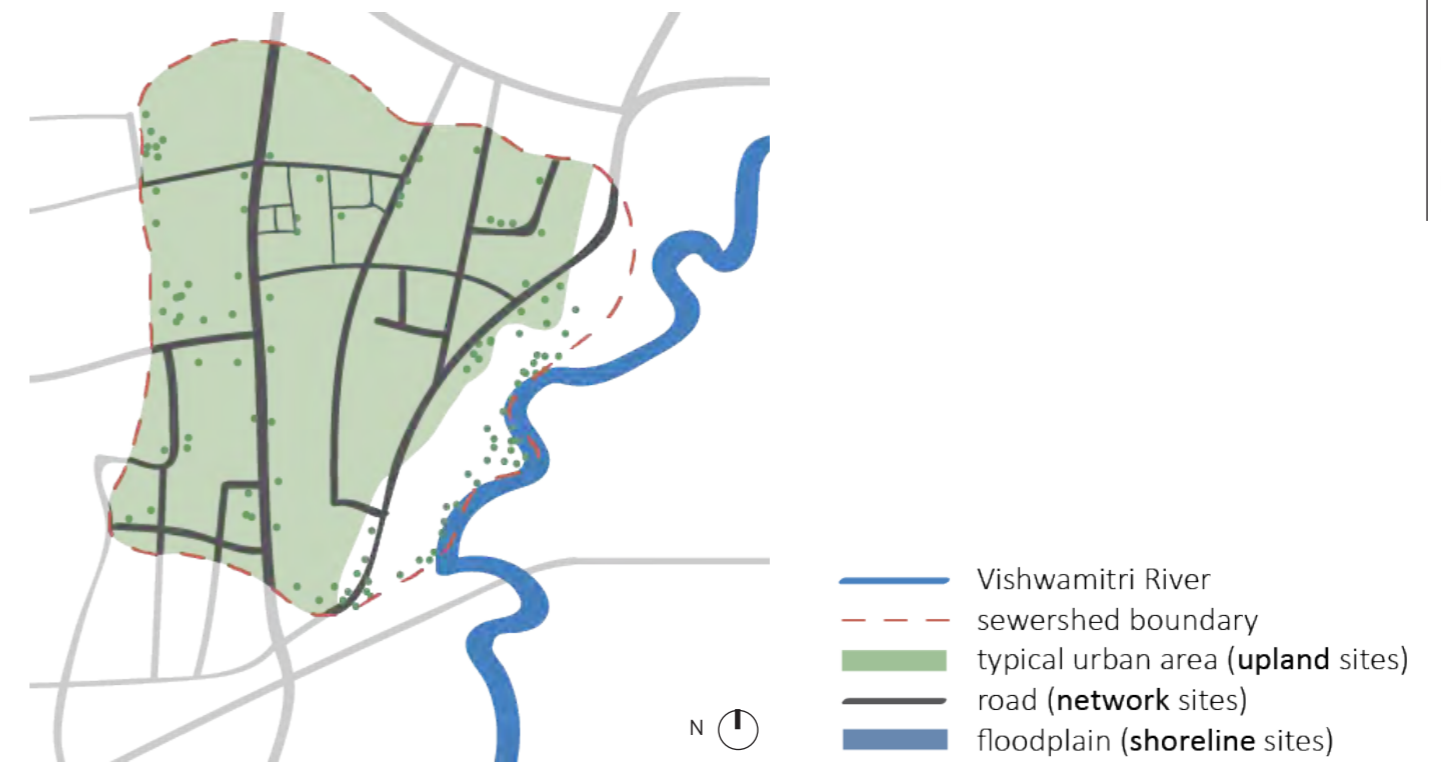 N
Vishwamitri River
sewershed boundary
typical urban area (upland sites)
road (network sites)
floodplain (shoreline sites)